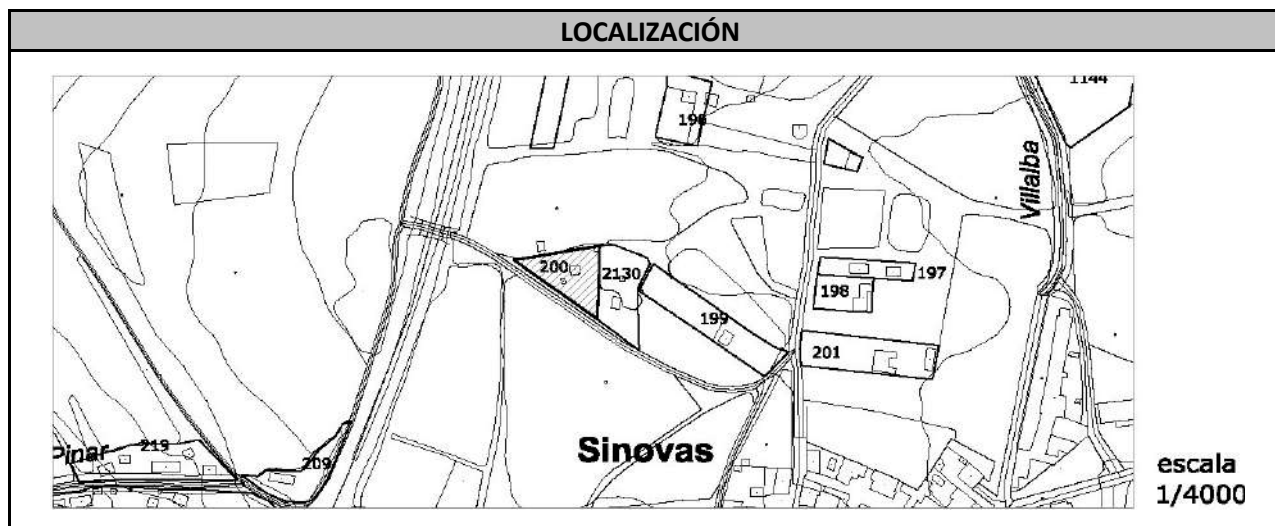 LOCALIZACIÓN
1144
196
Villalba
200
2130
197
198
199
201
Sinovas
Pinar
219
209
escala
1/4000